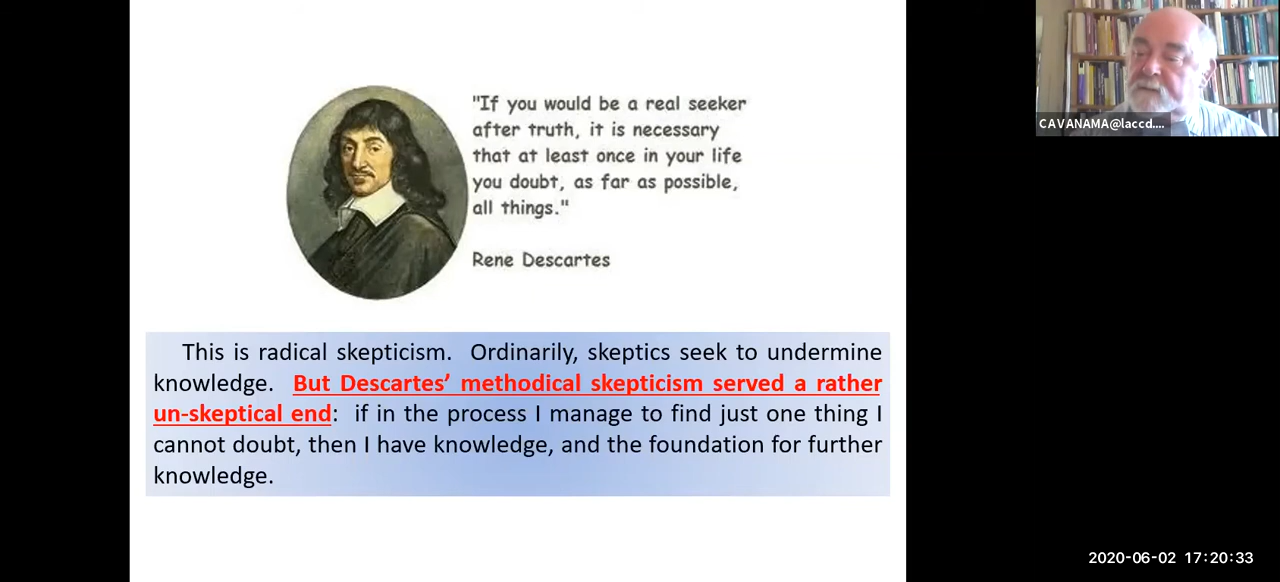 "If you would be a real seeker
after truth, it is necessary
that at least once in your life
you doubt, as far as possible,
all things."
Rene Descartes
This is radical skepticism. Ordinarily, skeptics seek to undermine
knowledge. But Descartes’ methodical skepticism served a rather
un-skeptical end: if in the process I manage to find just one thing I
cannot doubt, then I have knowledge, and the foundation for further
knowledge.
CAVANAMA@laccd....
2020-06-02 17:20:33